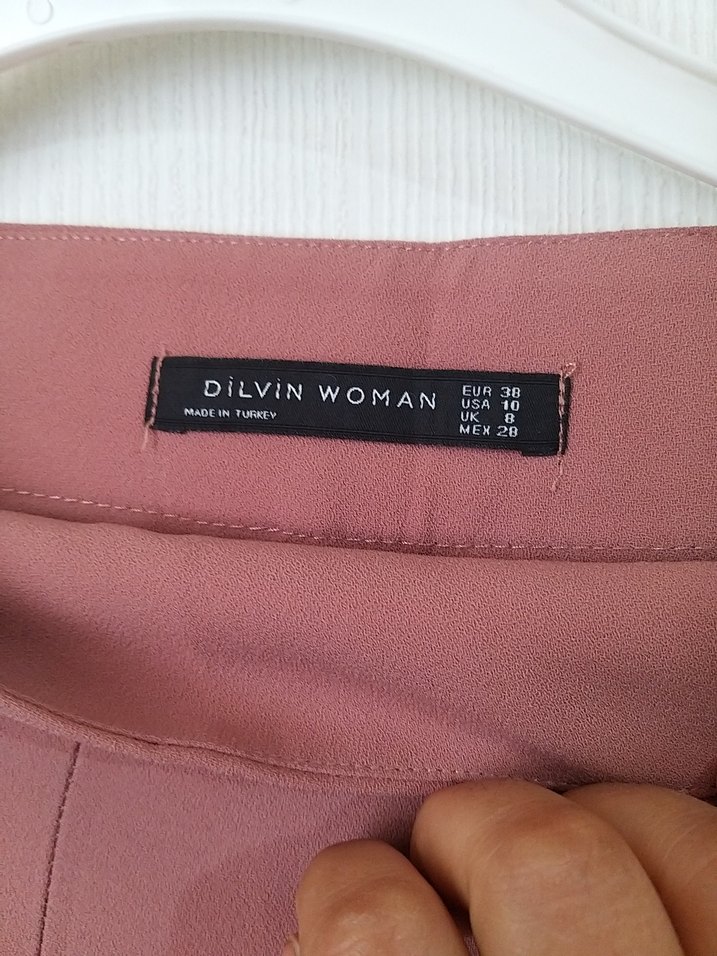 DİLVİN WOMAN
MADE IN TURKEY
EUR 38
USA 10
UK 8
MEX 28